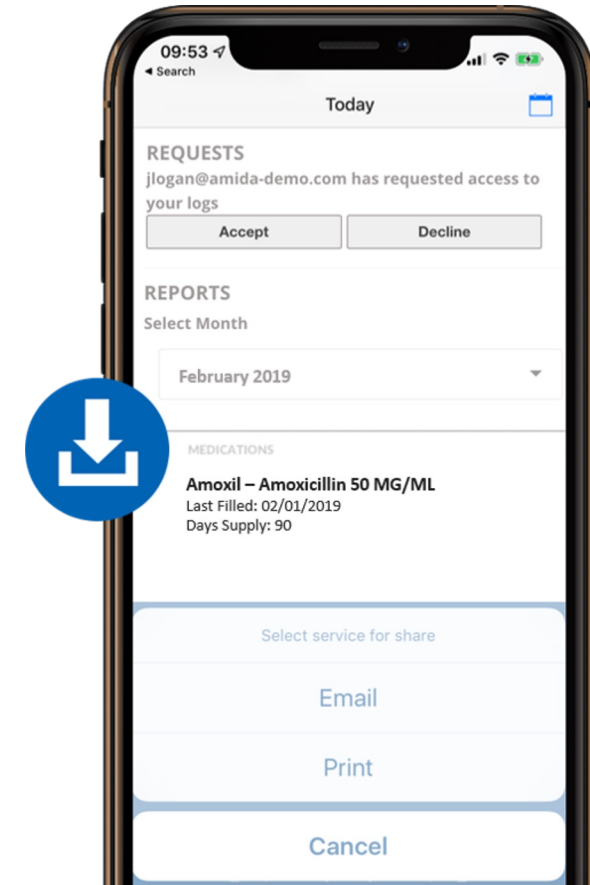 09:53
Search
Today
REQUESTS
jlogan@amida-demo.com has requested access to
your logs
Accept
Decline
REPORTS
Select Month
February 2019
MEDICATIONS
Amoxil – Amoxicillin 50 MG/ML
Last Filled: 02/01/2019
Days Supply: 90
Select service for share
Email
Print
Cancel